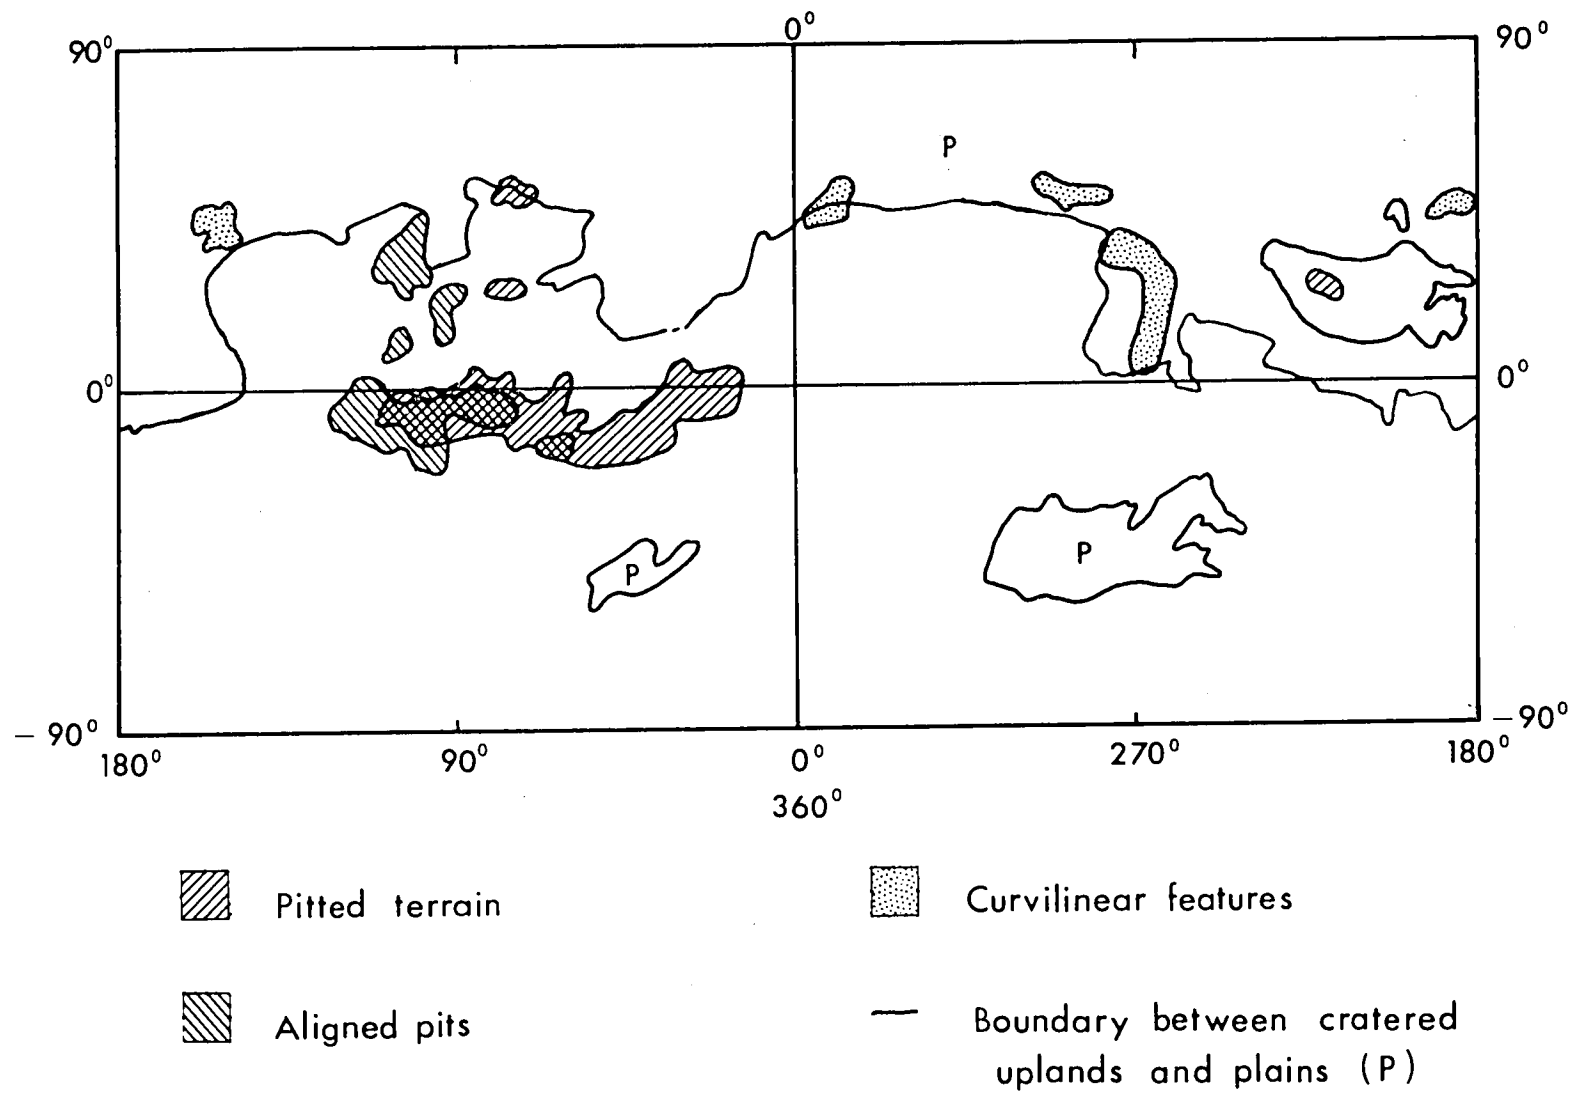 0°
90°
90°
P
0°
0°
P
P
− 90°
−90°
180°
90°
0°
270°
180°
360°
Pitted terrain
Curvilinear features
Aligned pits
Boundary between cratered
uplands and plains (P)